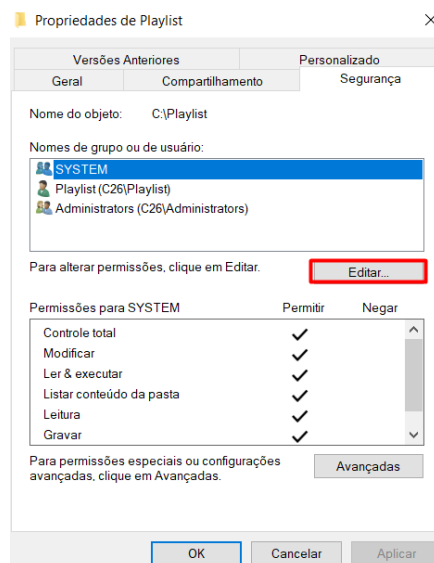 Propriedades de Playlist
Versões Anteriores Personalizado
Geral Compartilhamento Segurança
Nome do objeto: C:\Playlist
Nomes de grupo ou de usuário:
SYSTEM
Playlist (C26\Playlist)
Administrators (C26\Administrators)
Para alterar permissões, clique em Editar. Editar...
Permissões para SYSTEM Permitir Negar
Controle total
Modificar
Ler & executar
Listar conteúdo da pasta
Leitura
Gravar
Para permissões especiais ou configurações
avançadas, clique em Avançadas. Avançadas
OK Cancelar Aplicar